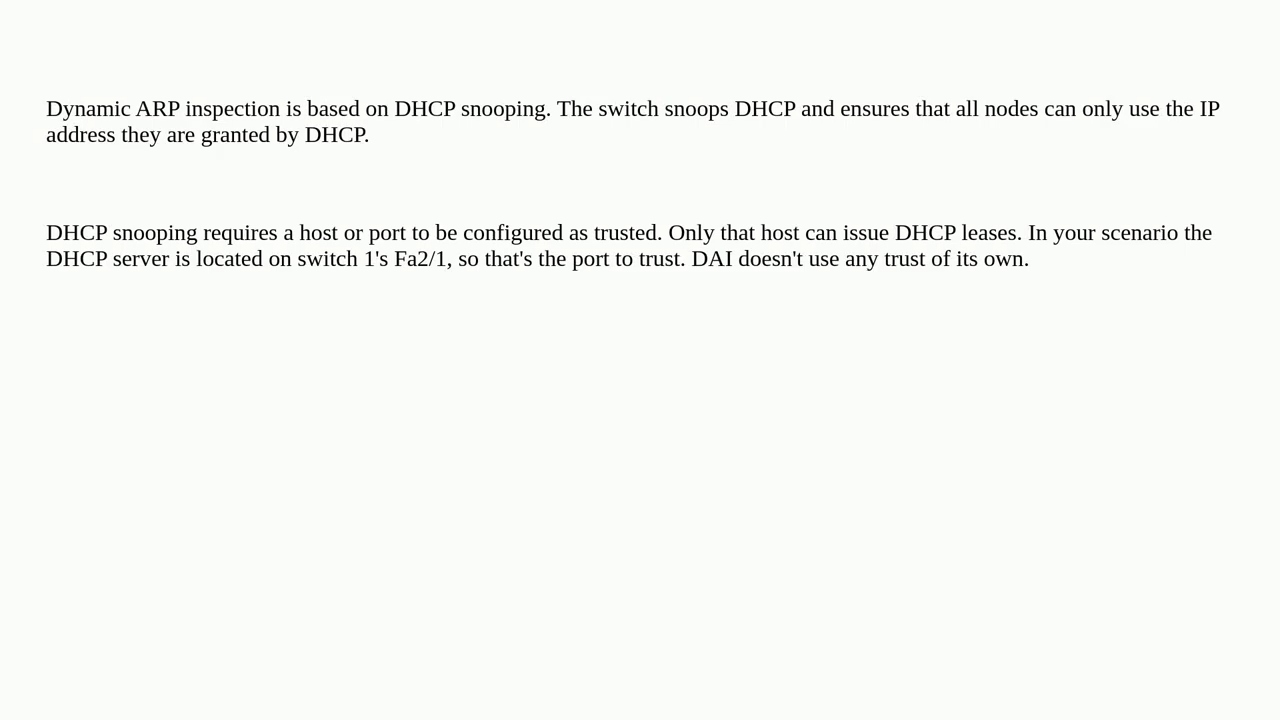 Dynamic ARP inspection is based on DHCP snooping. The switch snoops DHCP and ensures that all nodes can only use the IP
address they are granted by DHCP.
DHCP snooping requires a host or port to be configured as trusted. Only that host can issue DHCP leases. In your scenario the
DHCP server is located on switch 1's Fa2/1, so that's the port to trust. DAI doesn't use any trust of its own.